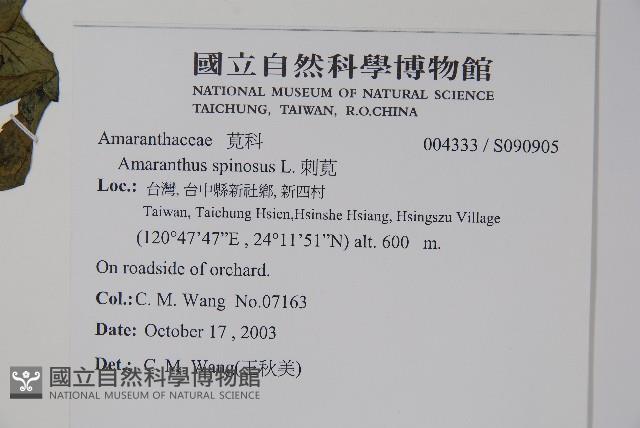 國立自然科學博物館
NATIONAL MUSEUM OF NATURAL SCIENCE
TAICHUNG, TAIWAN, R.O.CHINA
Amaranthaceae 莧科 004333 / S090905
Amaranthus spinosus L. 刺莧
Loc.: 台灣, 台中縣新社鄉, 新四村
Taiwan, Taichung Hsien,Hsinshe Hsiang, Hsingszu Village
(120°47'47”E , 24°11’51”N) alt. 600 m.
On roadside of orchard.
Col.: C. M. Wang No.07163
Date: October 17 , 2003
Det.: C. M. Wang(王秋美)
國立自然科學博物館
NATIONAL MUSEUM OF NATURAL SCIENCE